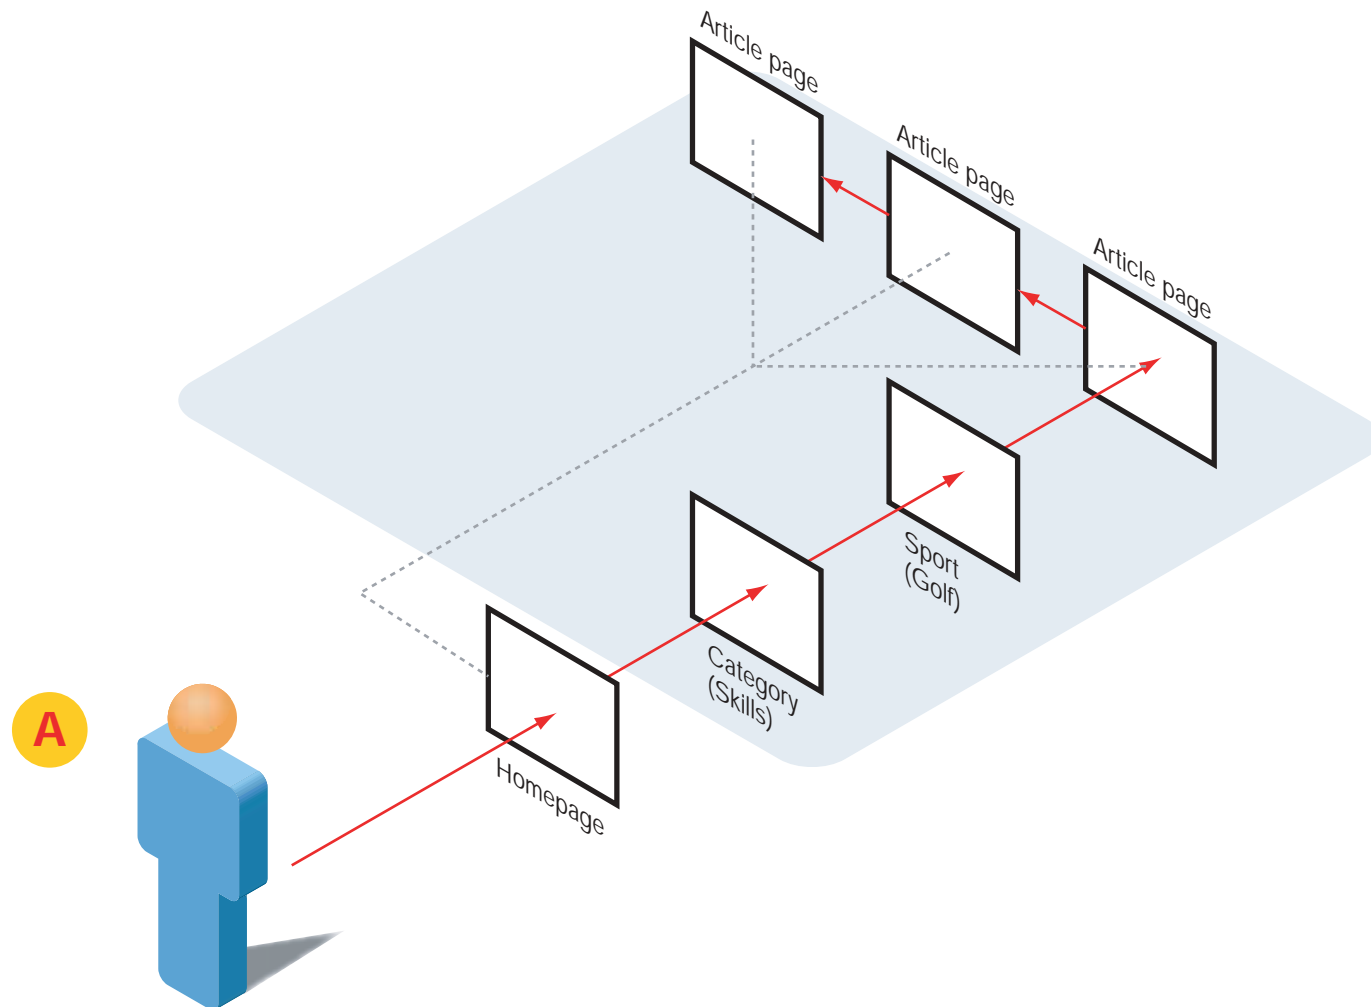 Article page
Article page
Article page
Sport
(Golf)
Category
(Skills)
A
Homepage